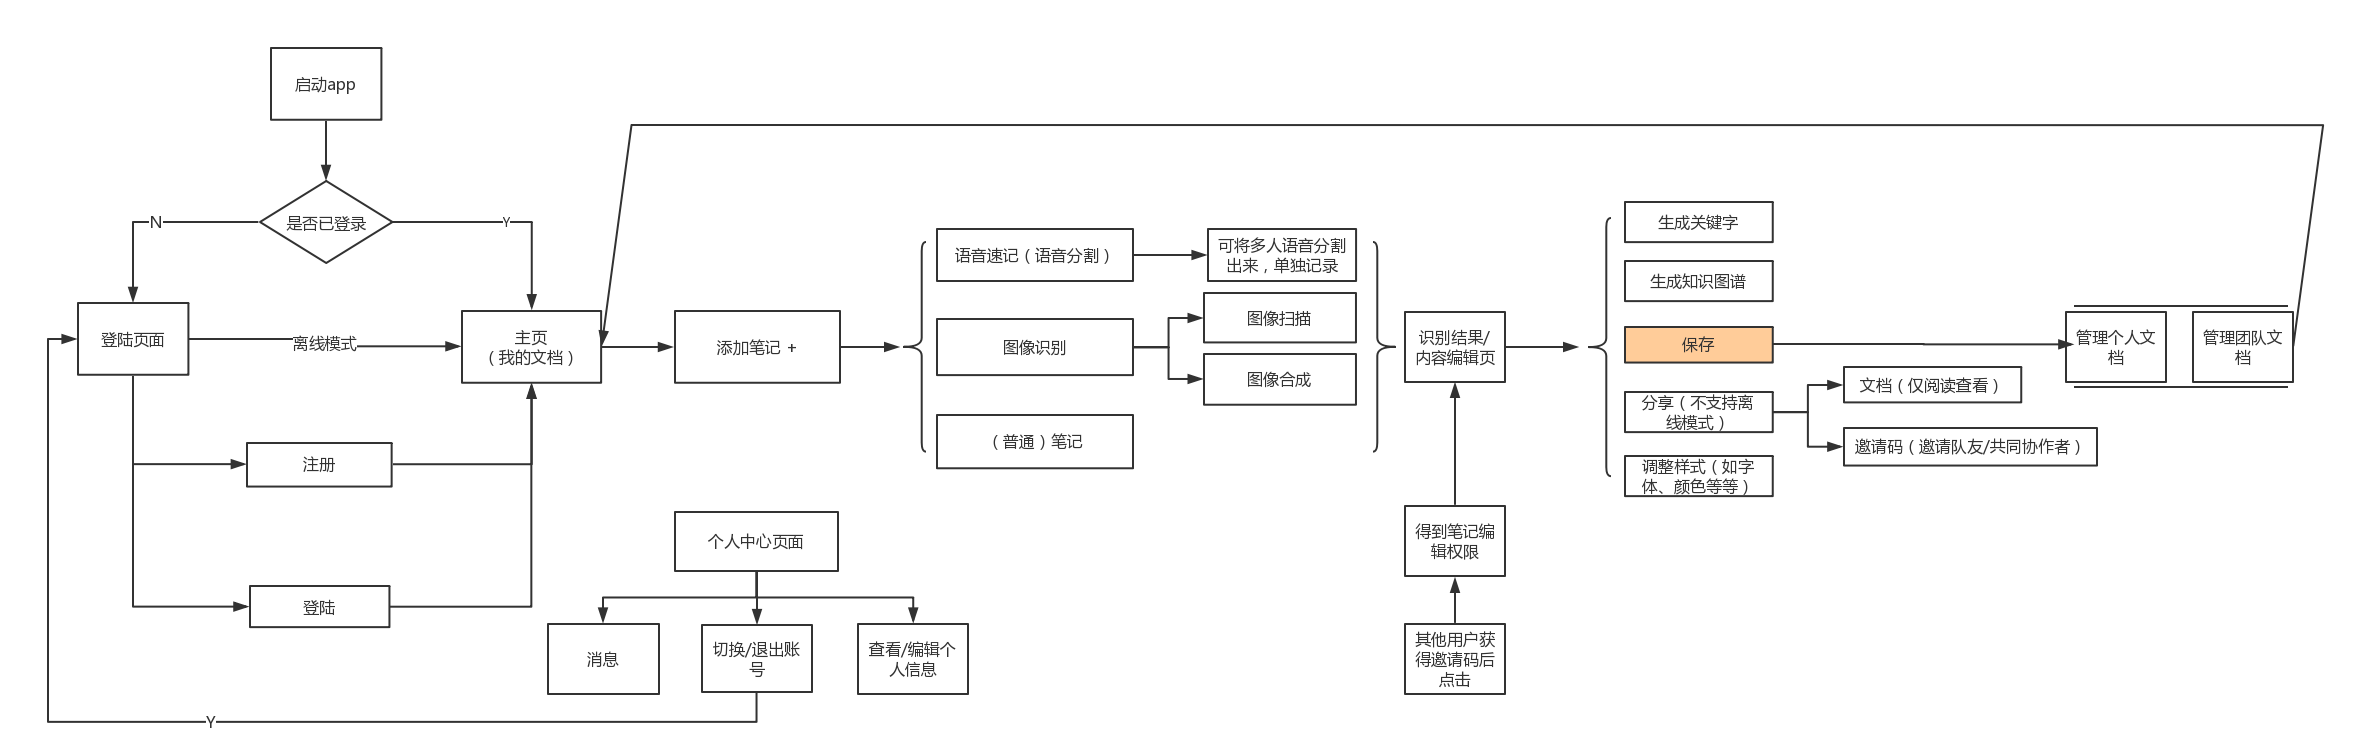 启动app
是否已登录
N
Y
登陆页面
离线模式
主页
（我的文档）
注册
登陆
添加笔记 +
语音速记（语音分割）
可将多人语音分割
出来，单独记录
图像识别
图像扫描
图像合成
（普通）笔记
识别结果/
内容编辑页
得到笔记编
辑权限
其他用户获
得邀请码后
点击
生成关键字
生成知识图谱
保存
分享（不支持离
线模式）
调整样式（如字
体、颜色等等）
文档（仅阅读查看）
邀请码（邀请队友/共同协作者）
管理个人文
档
管理团队文
档
个人中心页面
消息
切换/退出账
号
查看/编辑个
人信息
Y